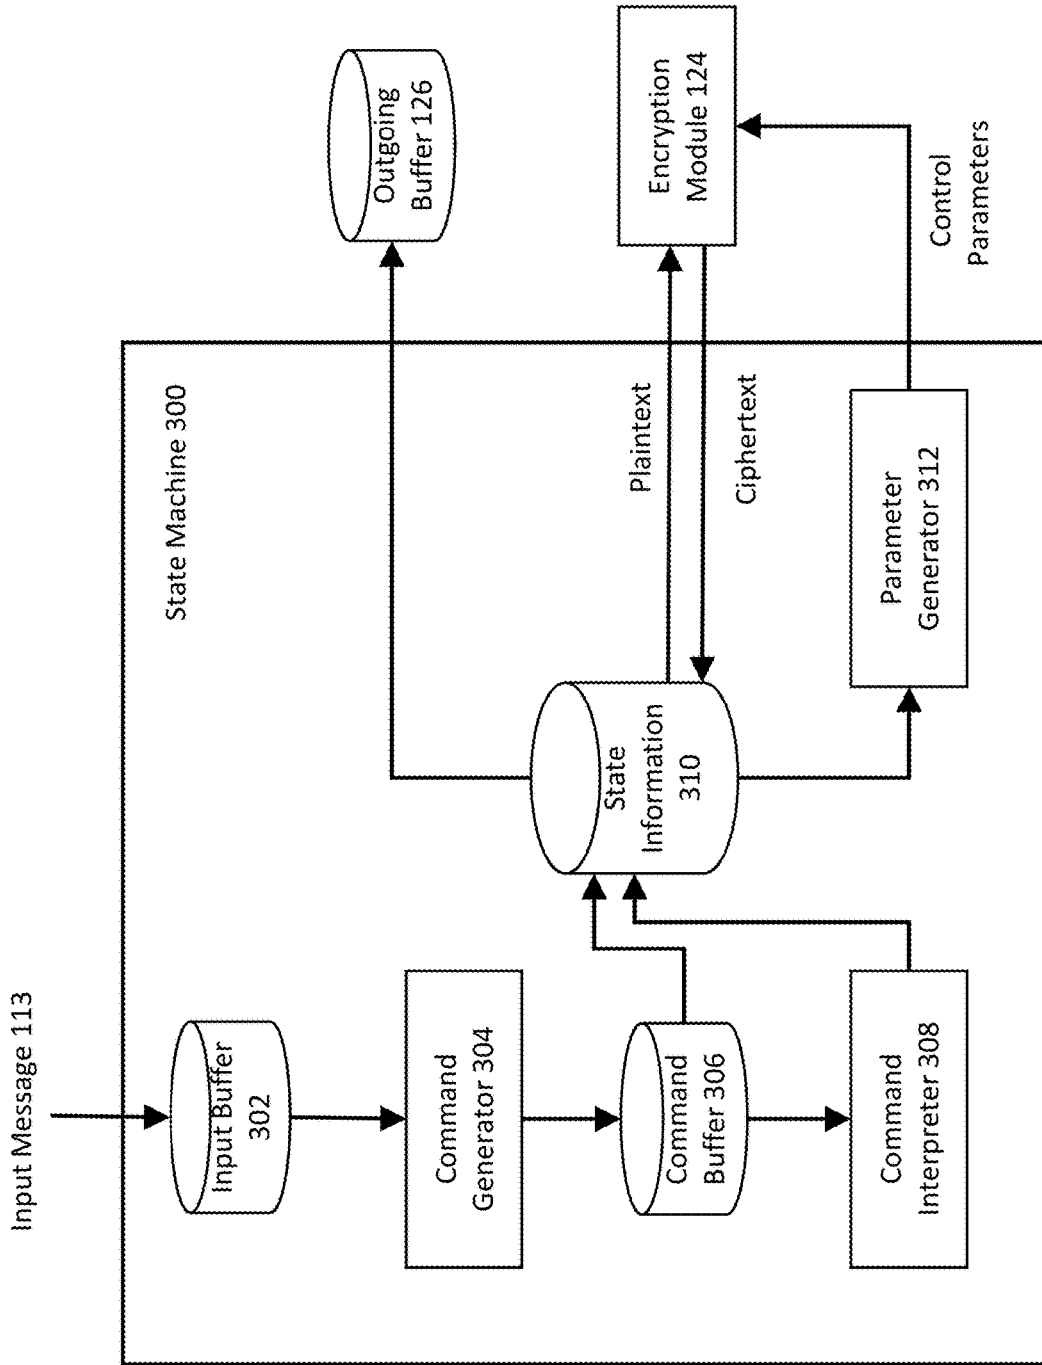 Input Message 113
State Machine 300
Input Buffer
302
Command
Generator 304
Command
Buffer 306
Command
Interpreter 308
State
Information
310
Outgoing
Buffer 126
Plaintext
Ciphertext
Encryption
Module 124
Parameter
Generator 312
Control
Parameters